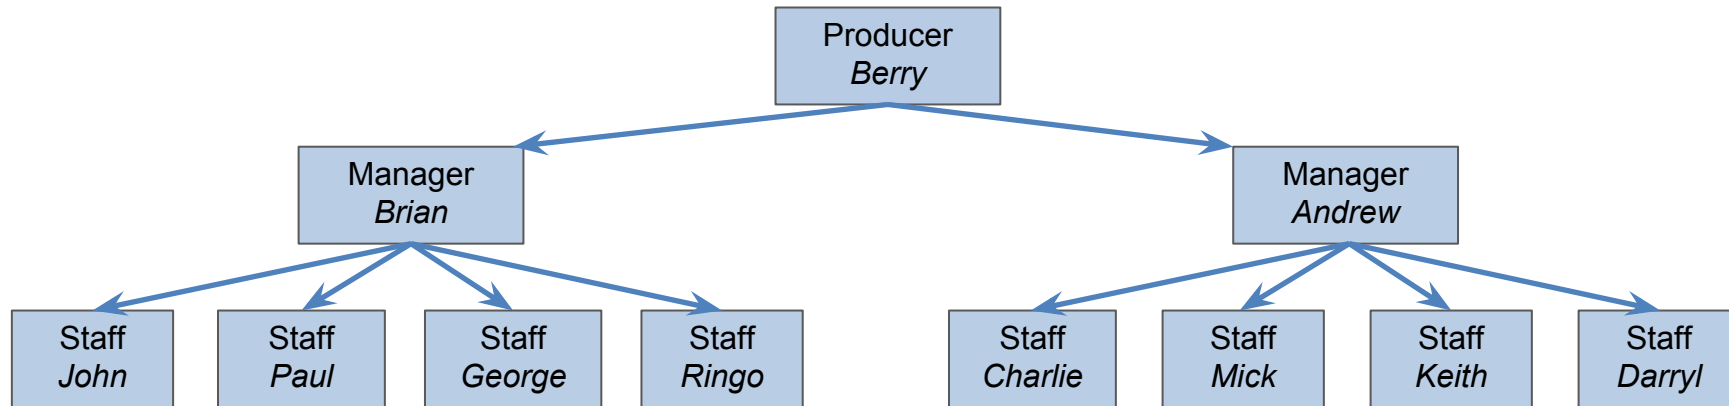 Producer
Berry
Manager
Brian
Manager
Andrew
Staff
John
Staff
Paul
Staff
George
Staff
Ringo
Staff
Charlie
Staff
Mick
Staff
Keith
Staff
Darryl